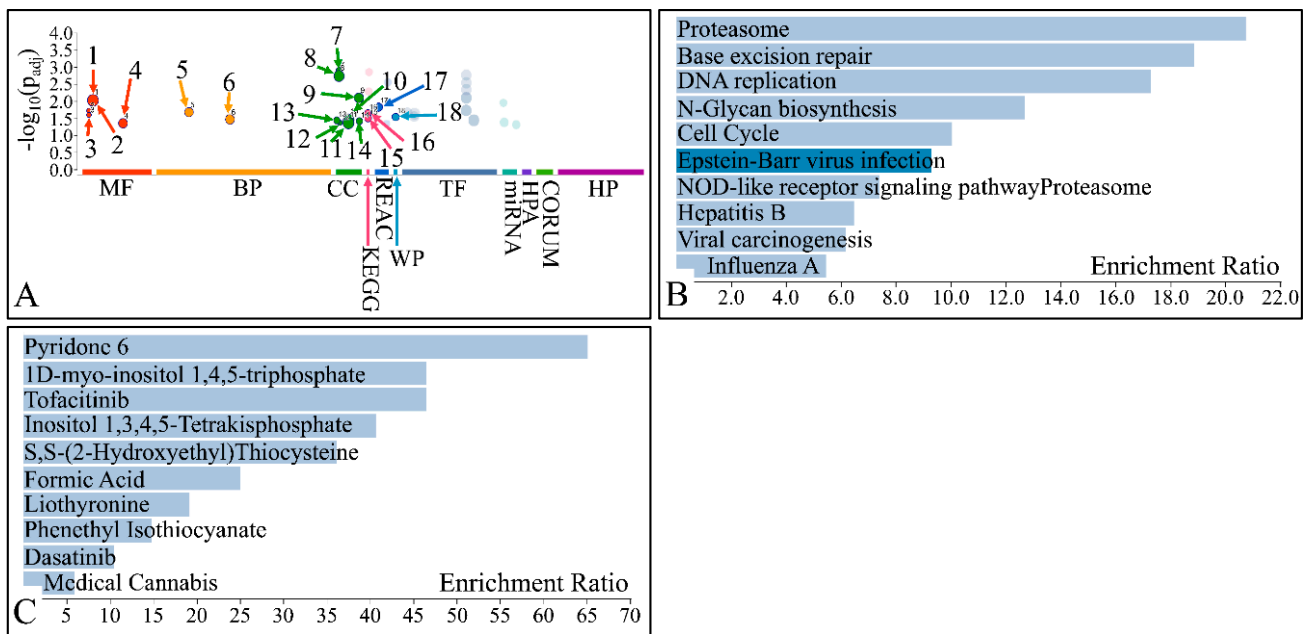 7
4.0
3.5
1
4
8
3.0
10
17
5
6
9
2.5
2.0
13
18
1.5
12
1.0
16
11
14
0.5
3
2
15
0.0
-log10(padj)
MF
BP
CC
KEGG
REAC
WP
TF
miRNA
HPA
CORUM
HP
A
Proteasome
Base excision repair
DNA replication
N-Glycan biosynthesis
Cell Cycle
Epstein-Barr virus infection
NOD-like receptor signaling pathwayProteasome
Hepatitis B
Viral carcinogenesis
Influenza A
Enrichment Ratio
B
2.0 4.0 6.0 8.0 10.0 12.0 14.0 16.0 18.0 20.0 22.0
Pyridone 6
1D-myo-inositol 1,4,5-triphosphate
Tofacitinib
Inositol 1,3,4,5-Tetrakisphosphate
S,S-(2-Hydroxyethyl)Thiocysteine
Formic Acid
Liothyronine
Phenethyl Isothiocyanate
Dasatinib
Medical Cannabis
Enrichment Ratio
C
5 10 15 20 25 30 35 40 45 50 55 60 65 70